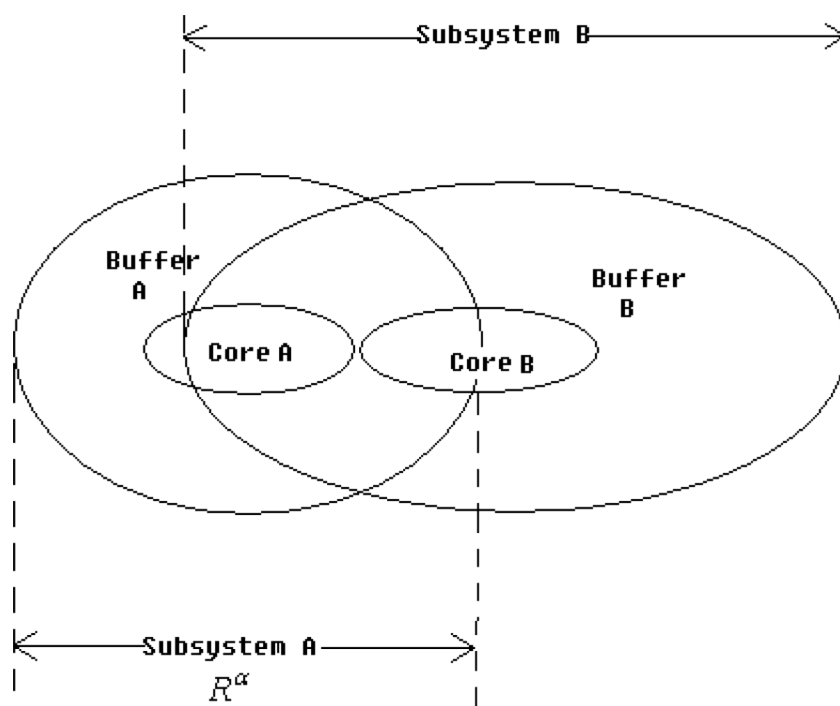 Subsystem B
Buffer
A
Buffer
B
Core A
Core B
Subsystem A
R^α